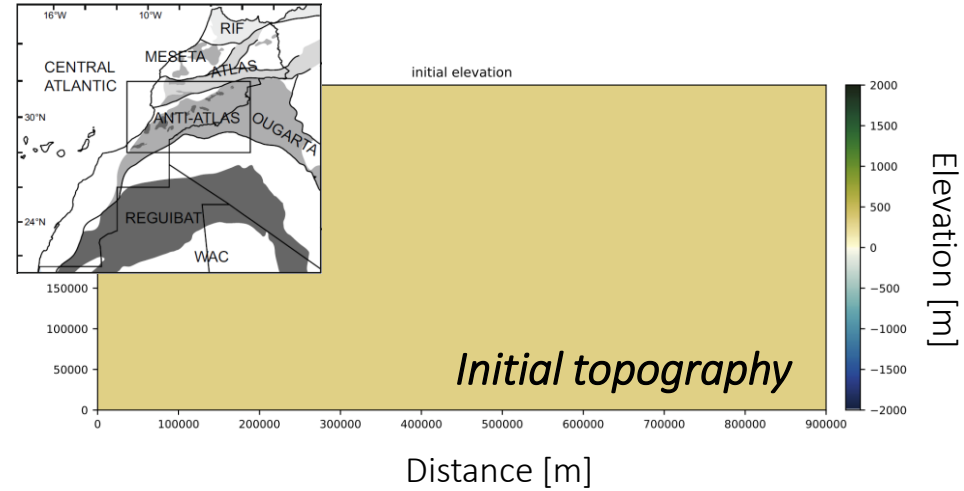 16°W
10°W
RIF
MESETA
CENTRAL
ATLANTIC
ATLAS
30°N
ANTI-ATLAS
OUGARTA
24°N
REGUIBAT
WAC
initial elevation
150000
100000
50000
0
0 100000 200000 300000 400000 500000 600000 700000 800000 900000
Initial topography
Distance [m]
2000
1500
1000
500
0
−500
−1000
−1500
−2000
Elevation [m]